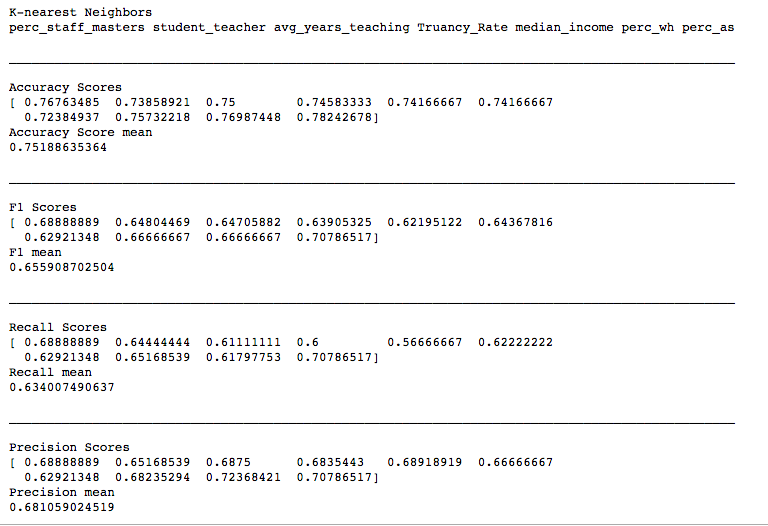 K-nearest Neighbors
perc_staff_masters student_teacher avg_years_teaching Truancy_Rate median_income perc_wh perc_as
Accuracy Scores
[ 0.76763485 0.73858921 0.75 0.74583333 0.74166667 0.74166667
0.72384937 0.75732218 0.76987448 0.78242678]
Accuracy Score mean
0.75188635364
F1 Scores
[ 0.68888889 0.64804469 0.64705882 0.63905325 0.62195122 0.64367816
0.62921348 0.66666667 0.66666667 0.70786517]
F1 mean
0.655908702504
Recall Scores
[ 0.68888889 0.64444444 0.61111111 0.6 0.56666667 0.62222222
0.62921348 0.65168539 0.61797753 0.70786517]
Recall mean
0.634007490637
Precision Scores
[ 0.68888889 0.65168539 0.6875 0.6835443 0.68918919 0.66666667
0.62921348 0.68235294 0.72368421 0.70786517]
Precision mean
0.681059024519